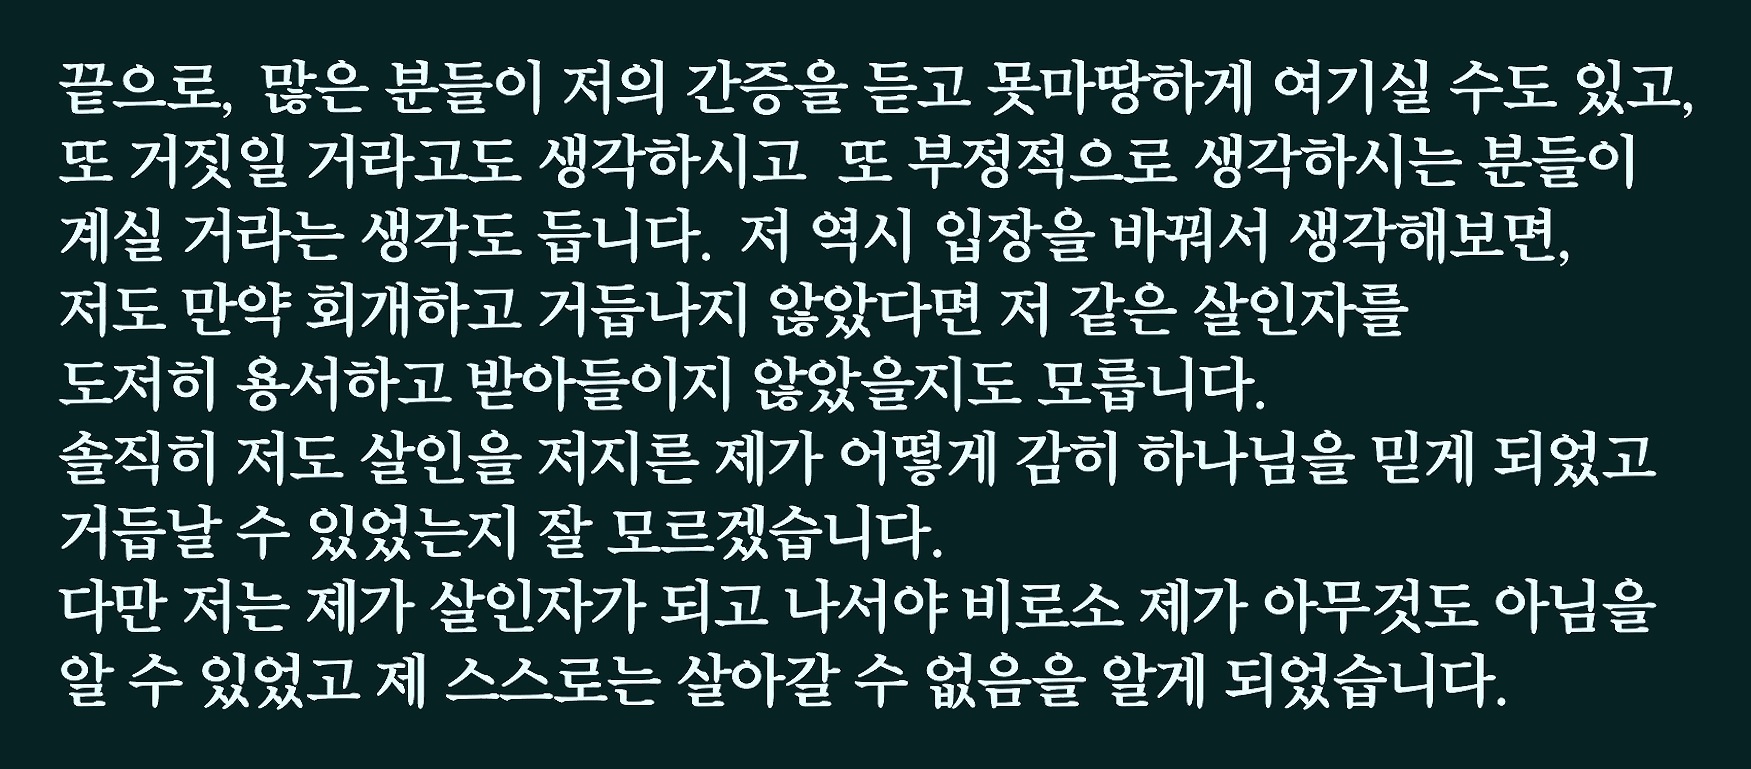 끝으로, 많은 분들이 저의 간증을 듣고 못마땅하게 여기실 수도 있고,
또 거짓일 거라고도 생각하시고 또 부정적으로 생각하시는 분들이
계실 거라는 생각도 듭니다. 저 역시 입장을 바꿔서 생각해보면,
저도 만약 회개하고 거듭나지 않았다면 저 같은 살인자를
도저히 용서하고 받아들이지 않았을지도 모릅니다.
솔직히 저도 살인을 저지른 제가 어떻게 감히 하나님을 믿게 되었고
거듭날 수 있었는지 잘 모르겠습니다.
다만 저는 제가 살인자가 되고 나서야 비로소 제가 아무것도 아님을
알 수 있었고 제 스스로는 살아갈 수 없음을 알게 되었습니다.